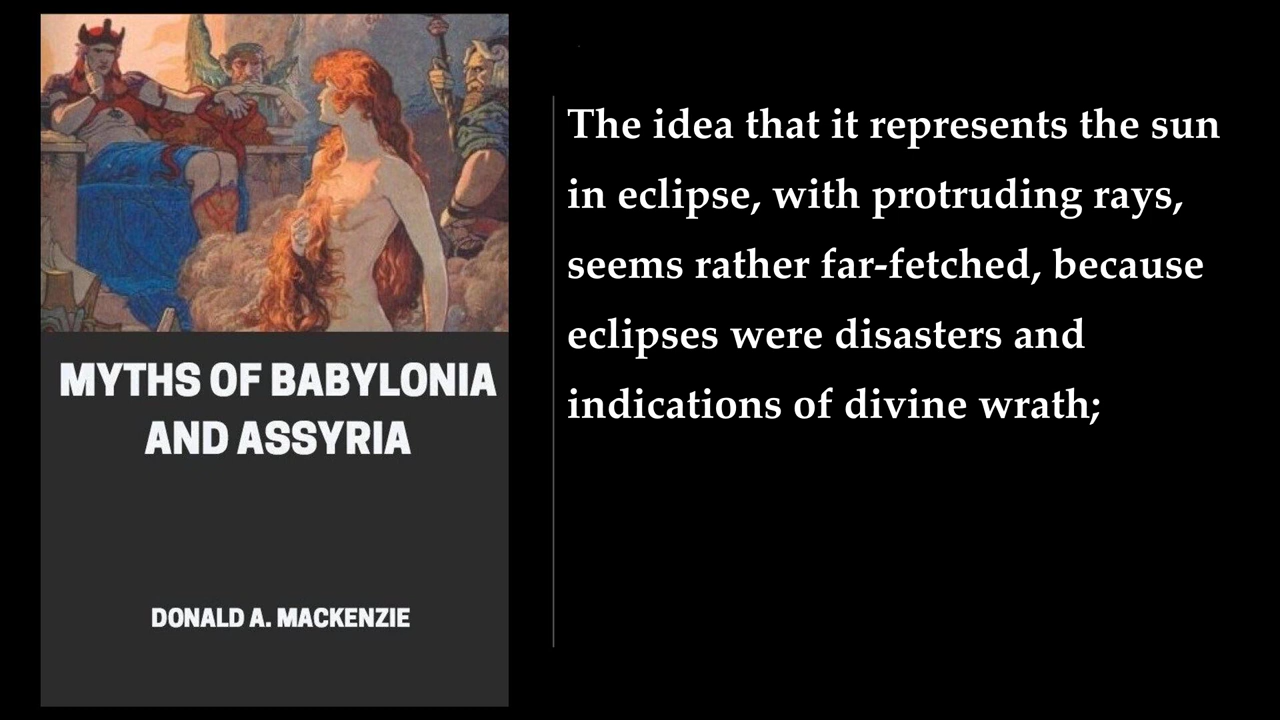 MYTHS OF BABYLONIA
AND ASSYRIA
DONALD A. MACKENZIE
The idea that it represents the sun
in eclipse, with protruding rays,
seems rather far-fetched, because
eclipses were disasters and
indications of divine wrath;